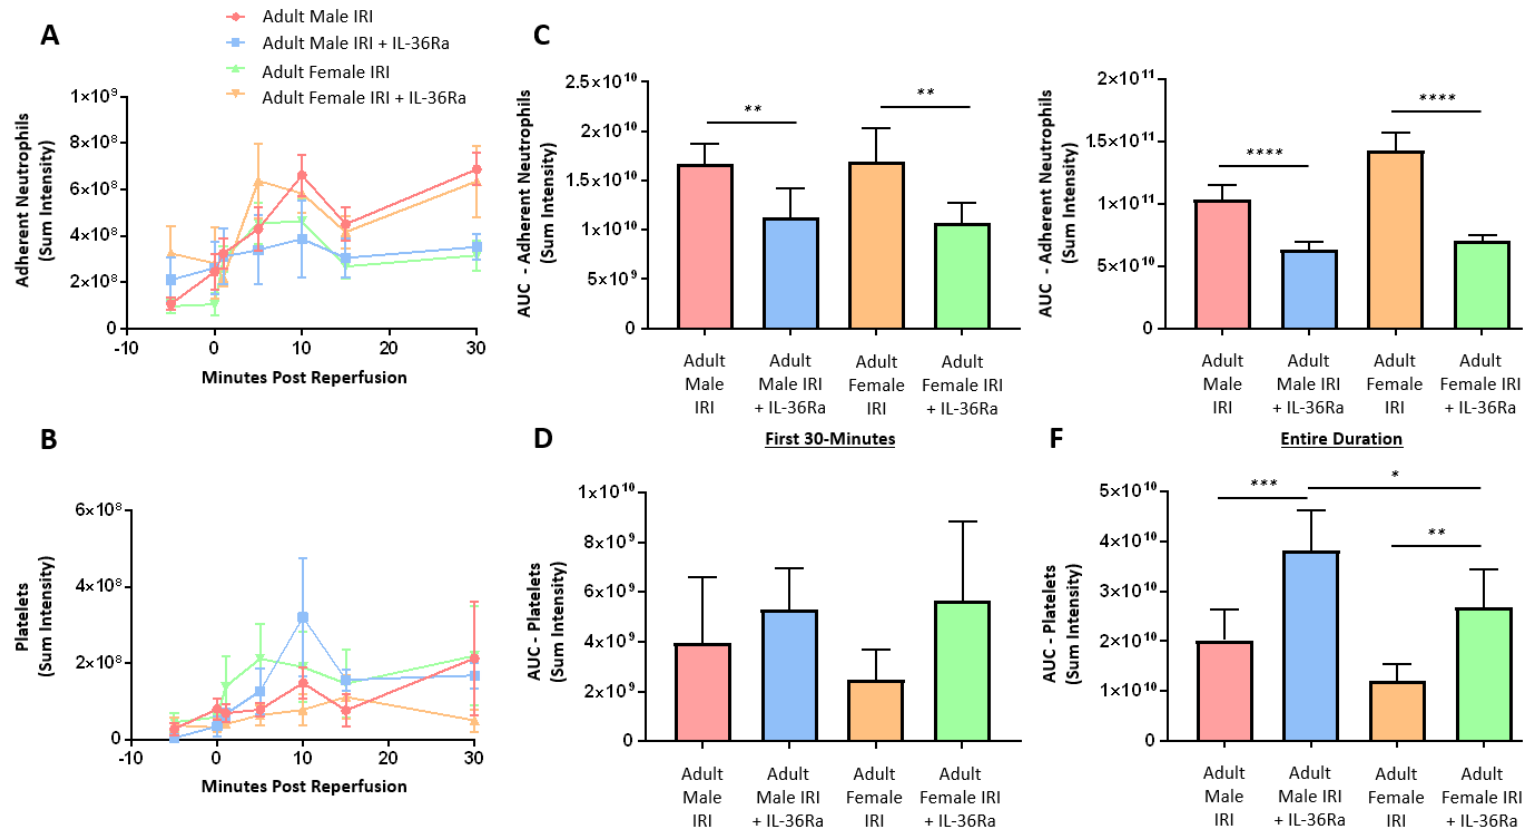 A
Adult Male IRI
Adult Male IRI + IL-36Ra
Adult Female IRI
Adult Female IRI + IL-36Ra
Adherent Neutrophils
(Sum Intensity)
1×10⁹
8×10⁸
6×10⁸
4×10⁸
2×10⁸
0
-10
0
10
20
30
Minutes Post Reperfusion
C
AUC - Adherent Neutrophils
(Sum Intensity)
2.5×10¹⁰
2×10¹⁰
1.5×10¹⁰
1×10¹⁰
5×10⁹
0
**
**
Adult
Male
IRI
Adult
Male IRI
+ IL-36Ra
Adult
Female
IRI
Adult
Female IRI
+ IL-36Ra
First 30-Minutes
AUC - Adherent Neutrophils
(Sum Intensity)
2×10¹¹
1.5×10¹¹
1×10¹¹
5×10¹⁰
0
****
****
Adult
Male
IRI
Adult
Male IRI
+ IL-36Ra
Adult
Female
IRI
Adult
Female IRI
+ IL-36Ra
Entire Duration
B
Platelets
(Sum Intensity)
6×10⁸
4×10⁸
2×10⁸
0
-10
0
10
20
30
Minutes Post Reperfusion
D
AUC - Platelets
(Sum Intensity)
1×10¹⁰
8×10⁹
6×10⁹
4×10⁹
2×10⁹
0
Adult
Male
IRI
Adult
Male IRI
+ IL-36Ra
Adult
Female
IRI
Adult
Female IRI
+ IL-36Ra
F
AUC - Platelets
(Sum Intensity)
5×10¹⁰
4×10¹⁰
3×10¹⁰
2×10¹⁰
1×10¹⁰
0
***
*
**
Adult
Male
IRI
Adult
Male IRI
+ IL-36Ra
Adult
Female
IRI
Adult
Female IRI
+ IL-36Ra